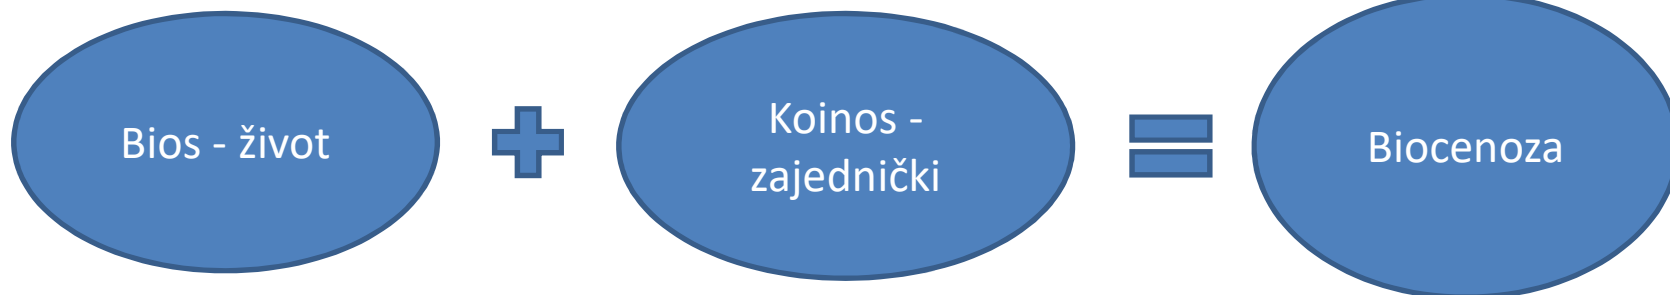 Bios - život
Koinos -
zajednički
Biocenoza